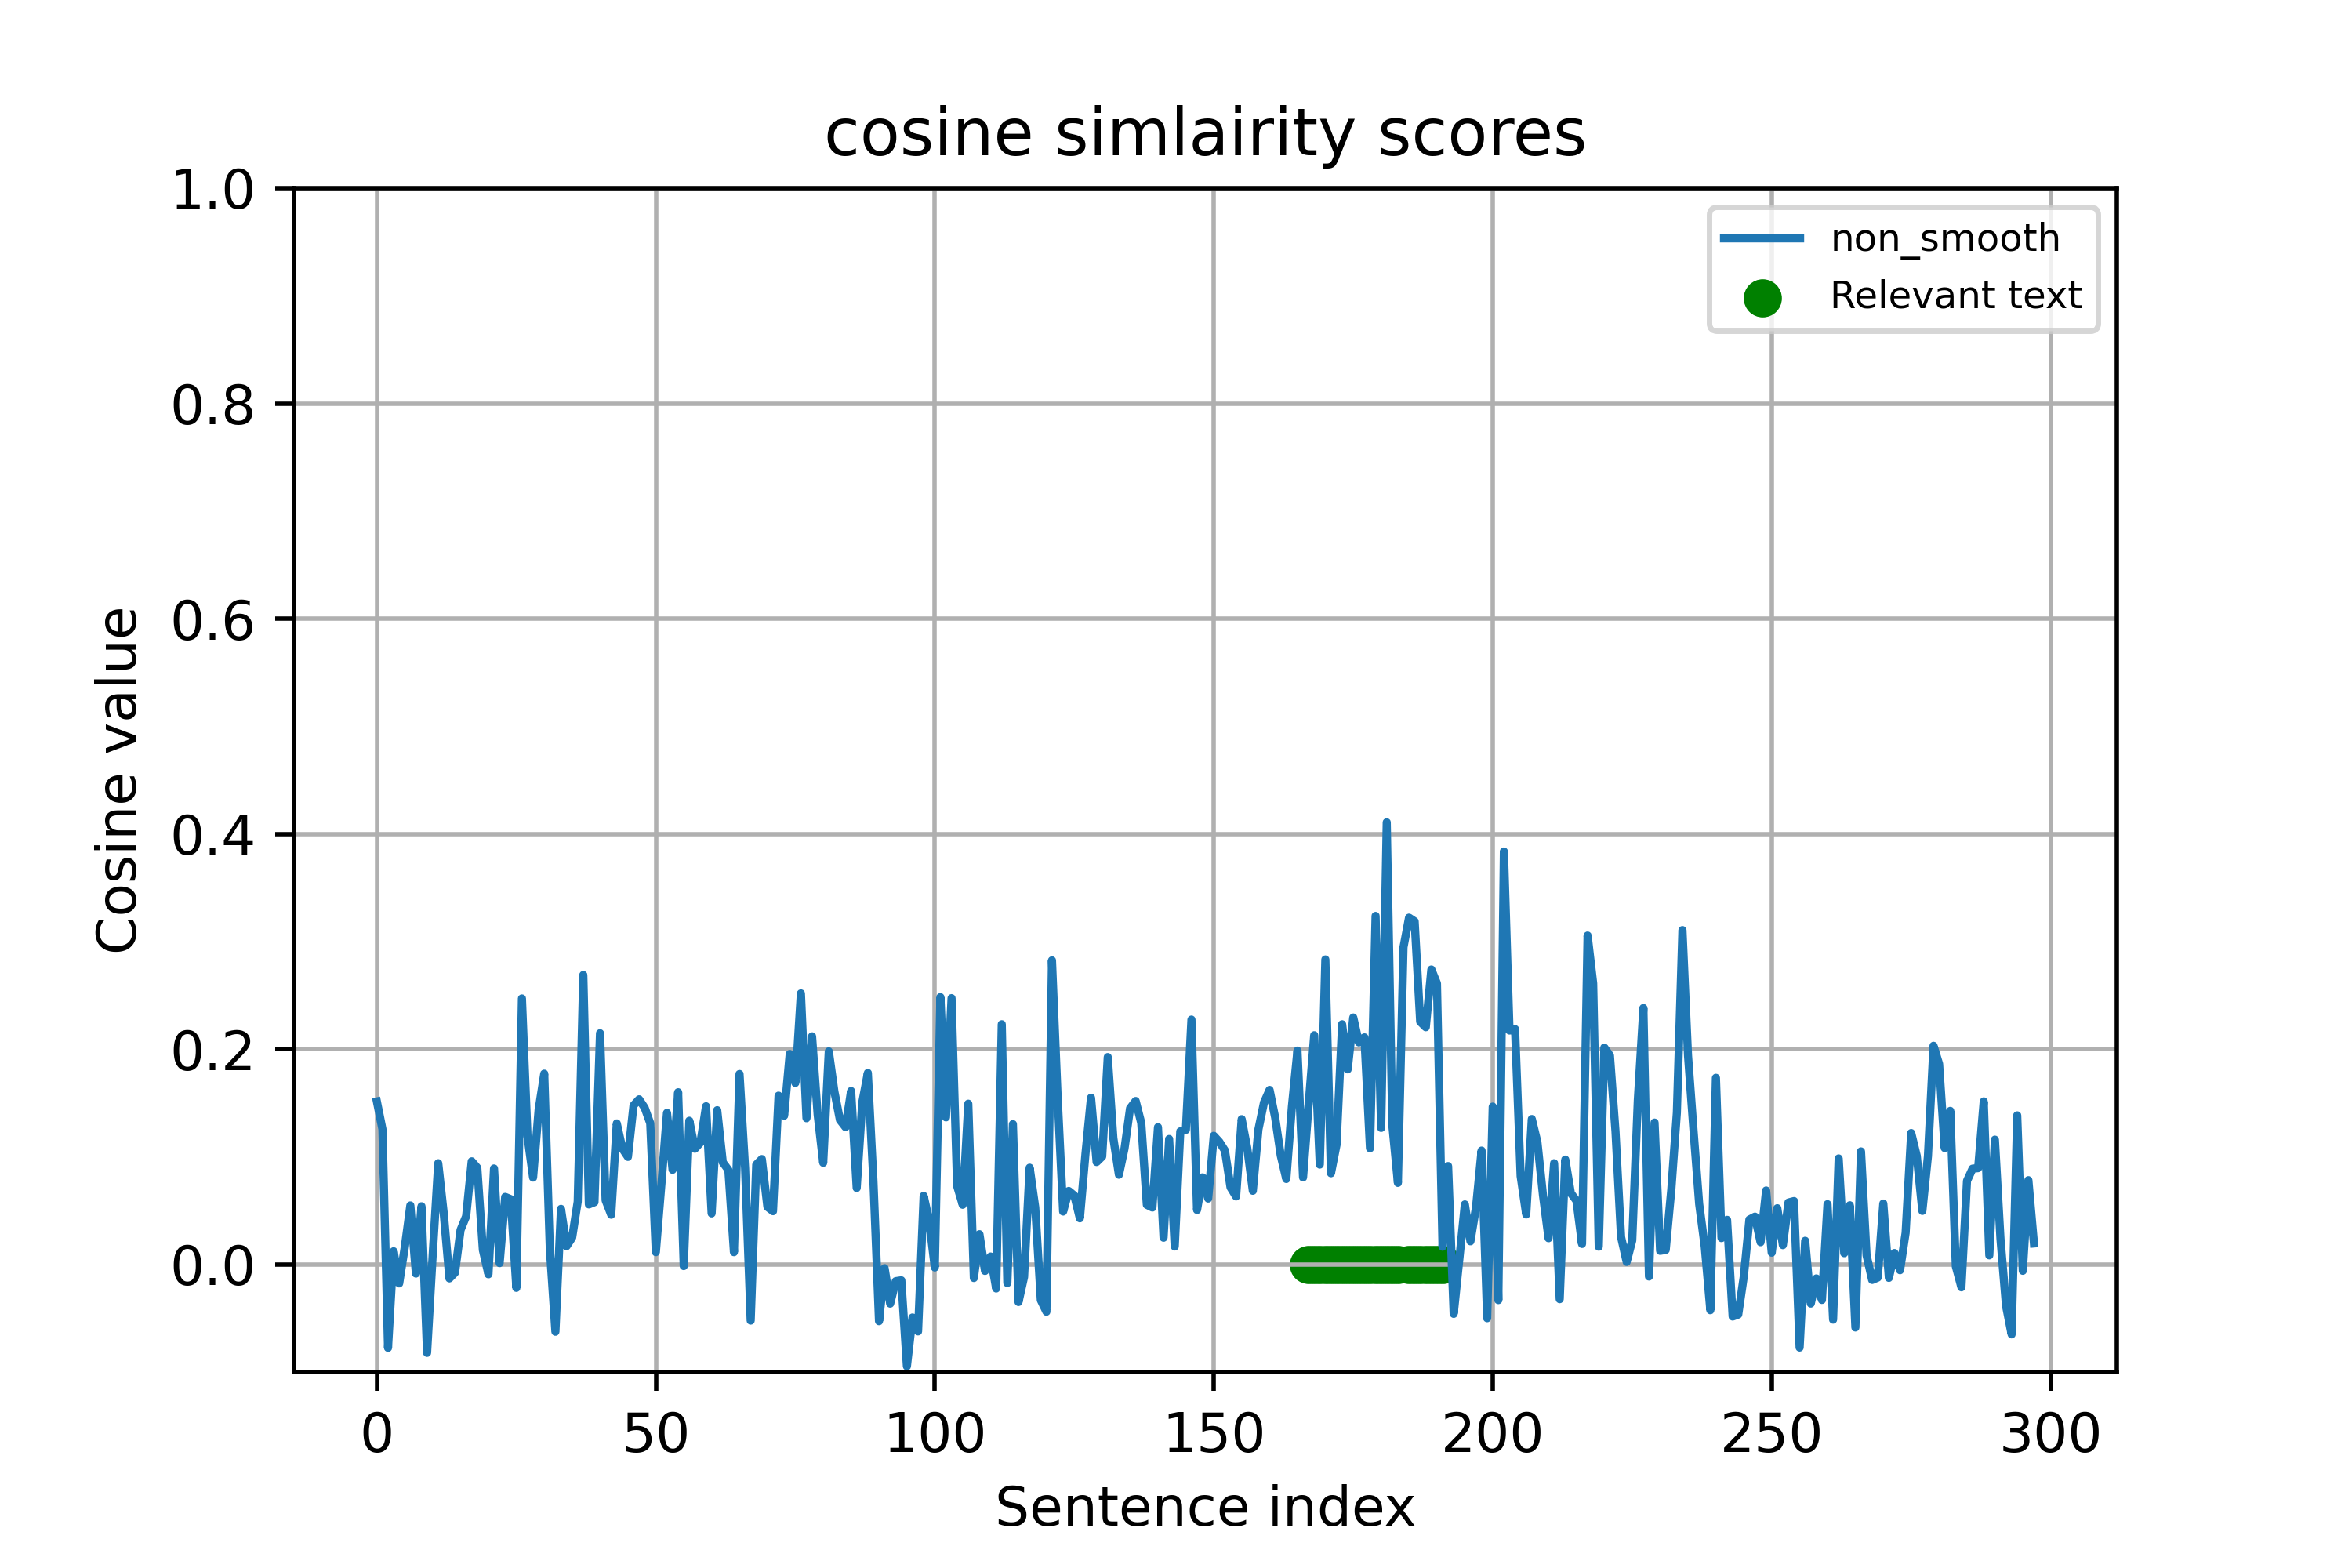 cosine simlairity scores
non_smooth
Relevant text
Cosine value
1.0
0.8
0.6
0.4
0.2
0.0
0 50 100 150 200 250 300
Sentence index